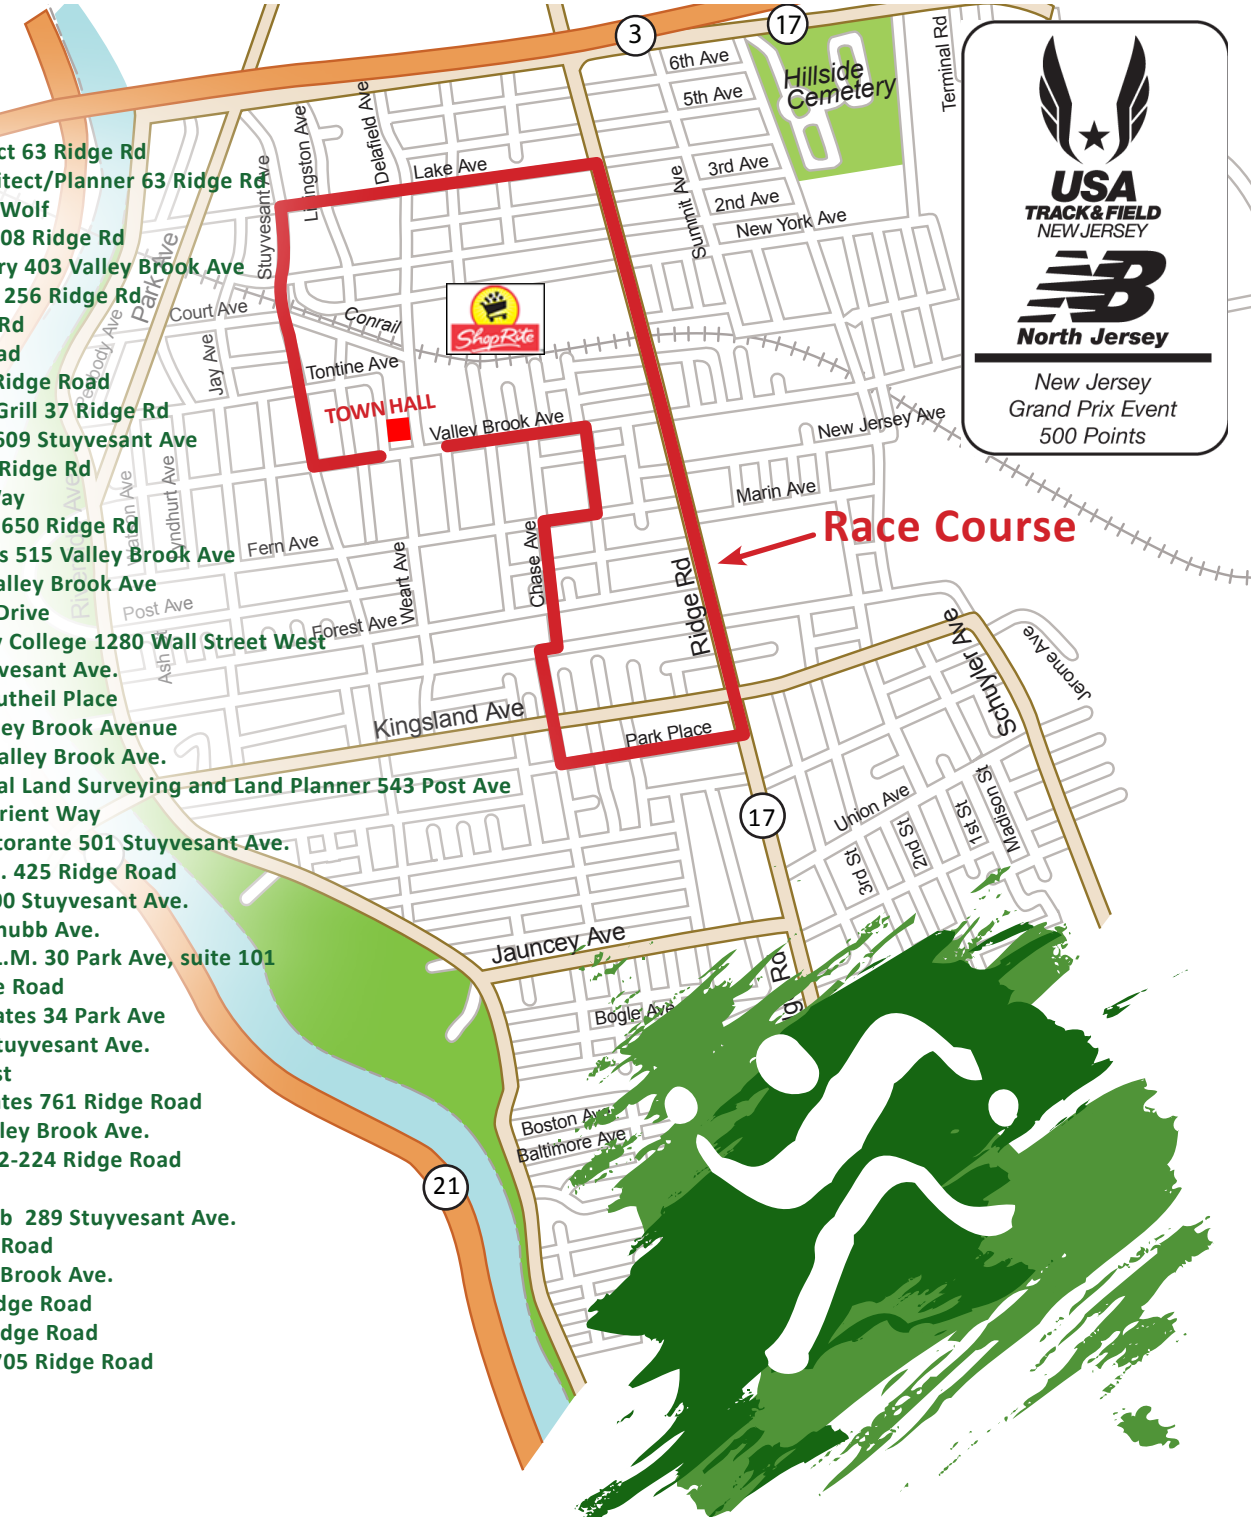 3
17
6th Ave
5th Ave
Hillside
Cemetery
Terminal Rd
3rd Ave
2nd Ave
New York Ave
Summit Ave
Lake Ave
Delafield Ave
Livingston Ave
Stuyvesant Ave
Park Ave
Court Ave
Jay Ave
Peabody Ave
Conrail
Tontine Ave
ShopRite
TOWN HALL
Valley Brook Ave
New Jersey Ave
Marin Ave
Race Course
Ridge Rd
Chase Ave
Weart Ave
Fern Ave
Forest Ave
Post Ave
Kingsland Ave
Park Place
Schuyler Ave
Jerome Ave
Union Ave
3rd St
2nd St
1st St
Madison St
17
Jauncey Ave
Bogle Ave
Boston Ave
Baltimore Ave
21
USA
TRACK&FIELD
NEW JERSEY
NB
North Jersey
New Jersey
Grand Prix Event
500 Points
ct 63 Ridge Rd
itect/Planner 63 Ridge Rd
Wolf
08 Ridge Rd
ry 403 Valley Brook Ave
256 Ridge Rd
Rd
ad
Ridge Road
Grill 37 Ridge Rd
609 Stuyvesant Ave
Ridge Rd
Way
650 Ridge Rd
s 515 Valley Brook Ave
alley Brook Ave
Drive
y College 1280 Wall Street West
vesant Ave.
utheil Place
ey Brook Avenue
alley Brook Ave.
al Land Surveying and Land Planner 543 Post Ave
rient Way
torante 501 Stuyvesant Ave.
. 425 Ridge Road
00 Stuyvesant Ave.
hubb Ave.
L.M. 30 Park Ave, suite 101
e Road
ates 34 Park Ave
tuyvesant Ave.
st
ates 761 Ridge Road
ley Brook Ave.
2-224 Ridge Road
b 289 Stuyvesant Ave.
Road
Brook Ave.
dge Road
idge Road
705 Ridge Road